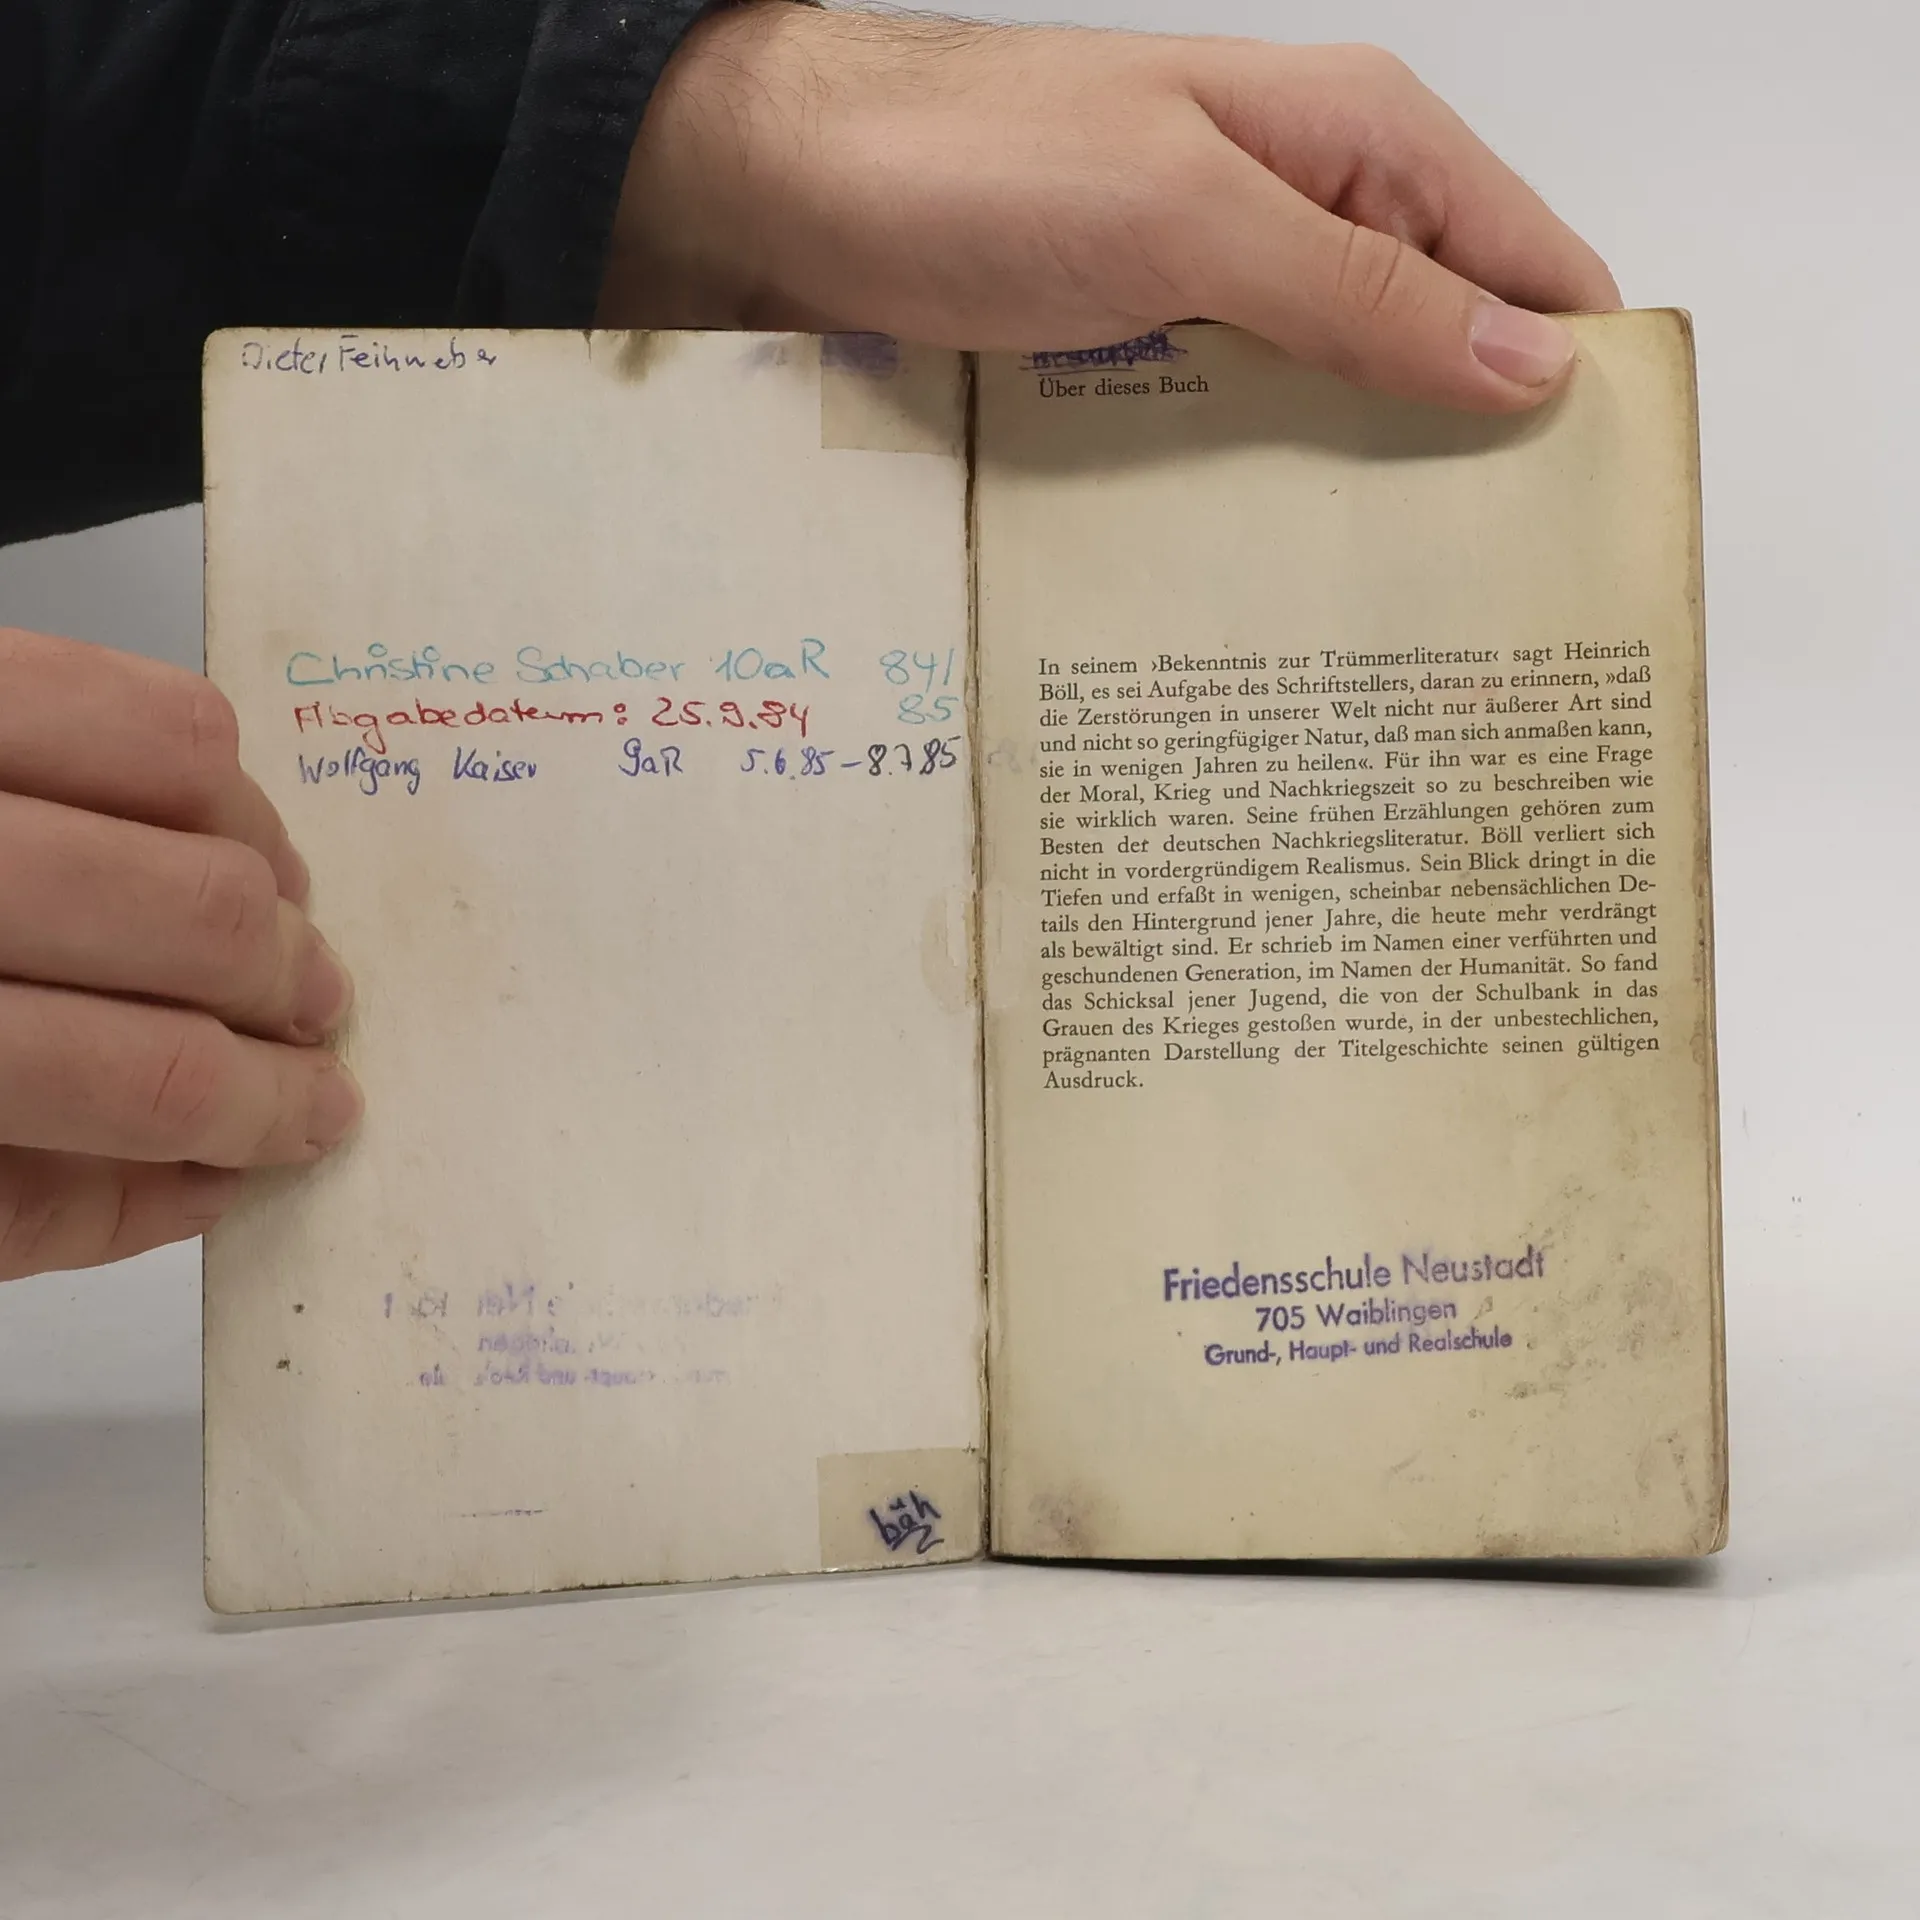 Dieter Feihweber
Christine Schaber 10aR 84/
85
Abgabedatum: 25.9.84
Wolfgang Kaiser 9aR 5.6.85-8.7.85
bäh
Über dieses Buch
In seinem ›Bekenntnis zur Trümmerliteratur‹ sagt Heinrich
Böll, es sei Aufgabe des Schriftstellers, daran zu erinnern, »daß
die Zerstörungen in unserer Welt nicht nur äußerer Art sind
und nicht so geringfügiger Natur, daß man sich anmaßen kann,
sie in wenigen Jahren zu heilen«. Für ihn war es eine Frage
der Moral, Krieg und Nachkriegszeit so zu beschreiben wie
sie wirklich waren. Seine frühen Erzählungen gehören zum
Besten der deutschen Nachkriegsliteratur. Böll verliert sich
nicht in vordergründigem Realismus. Sein Blick dringt in die
Tiefen und erfaßt in wenigen, scheinbar nebensächlichen De-
tails den Hintergrund jener Jahre, die heute mehr verdrängt
als bewältigt sind. Er schrieb im Namen einer verführten und
geschundenen Generation, im Namen der Humanität. So fand
das Schicksal jener Jugend, die von der Schulbank in das
Grauen des Krieges gestoßen wurde, in der unbestechlichen,
prägnanten Darstellung der Titelgeschichte seinen gültigen
Ausdruck.
Friedensschule Neustadt
705 Waiblingen
Grund-, Haupt- und Realschule